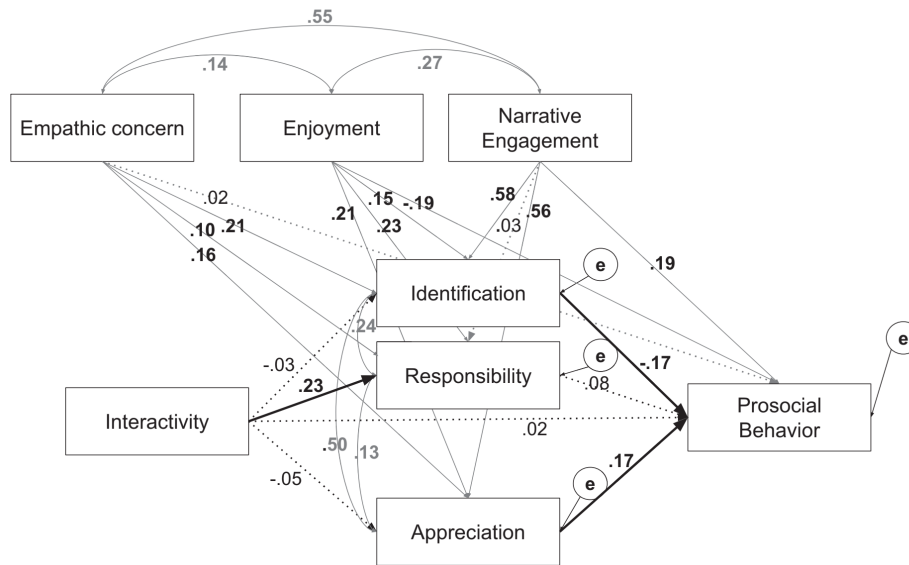 .55
.14
.27
Empathic concern
Enjoyment
Narrative
Engagement
.02
.15
-.19
.58
.56
.21
.10
.21
.23
.03
.16
.19
e
Identification
.24
-.03
e
e
Responsibility
-.17
.08
.23
Interactivity
.02
Prosocial
Behavior
.50
.13
-.05
.17
e
Appreciation